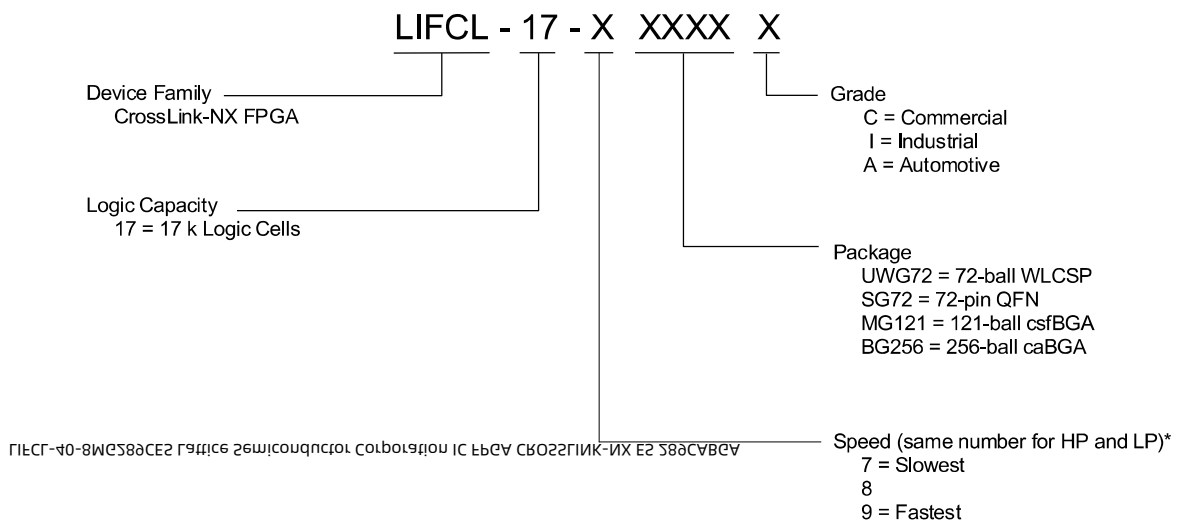 LIFCL - 17 - X XXXX X
Device Family
CrossLink-NX FPGA
Grade
C = Commercial
I = Industrial
A = Automotive
Logic Capacity
17 = 17 k Logic Cells
Package
UWG72 = 72-ball WLCSP
SG72 = 72-pin QFN
MG121 = 121-ball csfBGA
BG256 = 256-ball caBGA
LIFCL-40-8MG289CES Lattice Semiconductor Corporation IC FPGA CROSSLINK-NX ES 289CABGA
Speed (same number for HP and LP)*
7 = Slowest
8
9 = Fastest